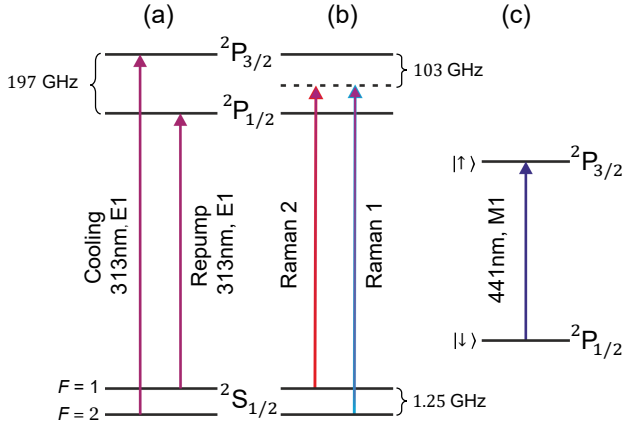 (a)
(b)
(c)
²P₃/₂
197 GHz
103 GHz
²P₁/₂
|↑⟩
²P₃/₂
Cooling
313nm, E1
Repump
313nm, E1
Raman 2
Raman 1
441nm, M1
|↓⟩
²P₁/₂
F = 1
²S₁/₂
1.25 GHz
F = 2